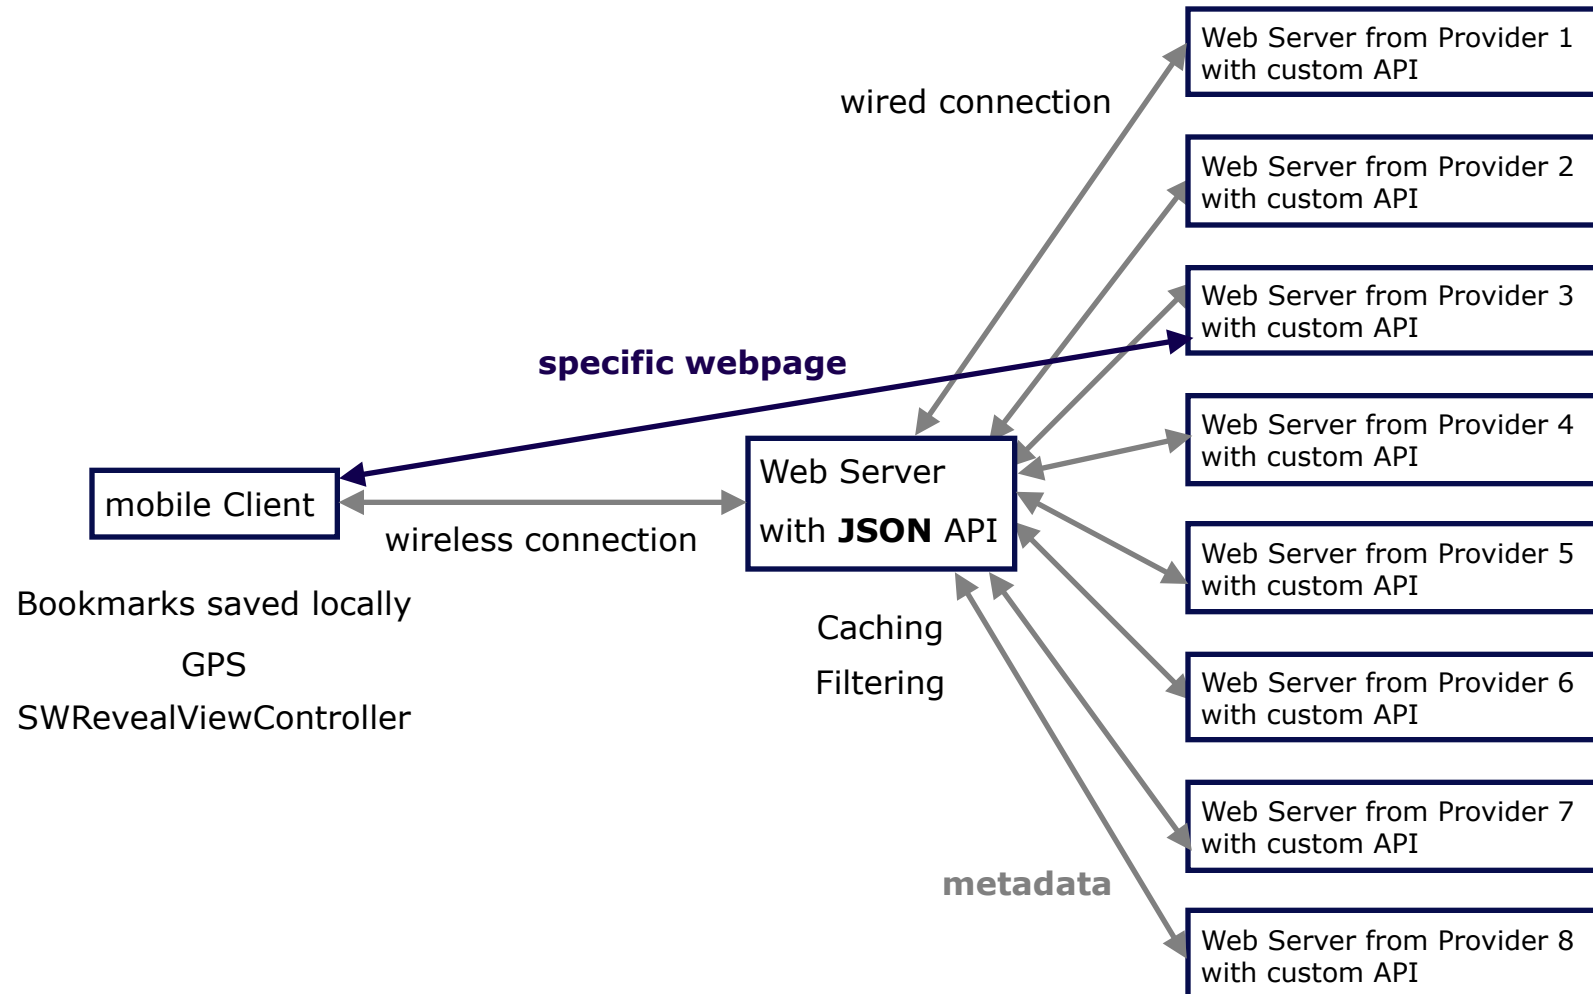 Web Server from Provider 1
with custom API
wired connection
Web Server from Provider 2
with custom API
Web Server from Provider 3
with custom API
specific webpage
Web Server from Provider 4
with custom API
mobile Client
wireless connection
Web Server
with JSON API
Bookmarks saved locally
GPS
SWRevealViewController
Caching
Filtering
Web Server from Provider 5
with custom API
Web Server from Provider 6
with custom API
Web Server from Provider 7
with custom API
metadata
Web Server from Provider 8
with custom API